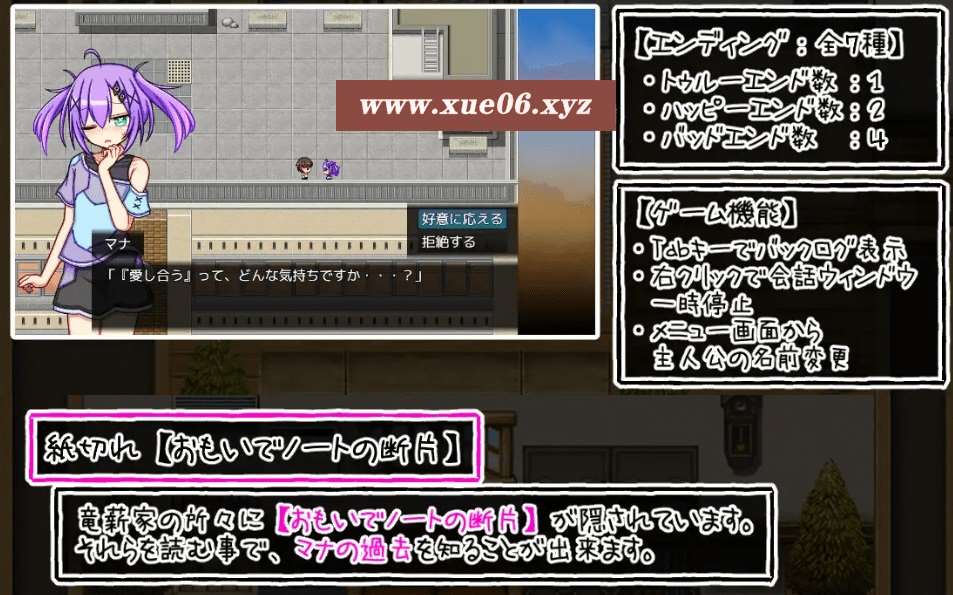 www.xue06.xyz
好意に応える
拒絶する
マナ
「『愛し合う』って、どんな気持ちですか・・・?」
【エンディング:全7種】
・トゥルーエンド数:1
・ハッピーエンド数:2
・バッドエンド数 :4
【ゲーム機能】
・Tabキーでバックログ表示
・右クリックで会話ウィンドウ
一時停止
・メニュー画面から
主人公の名前変更
紙切れ【おもいでノートの断片】
竜薪家の所々に【おもいでノートの断片】が隠されています。
それらを読む事で、マナの過去を知ることが出来ます。